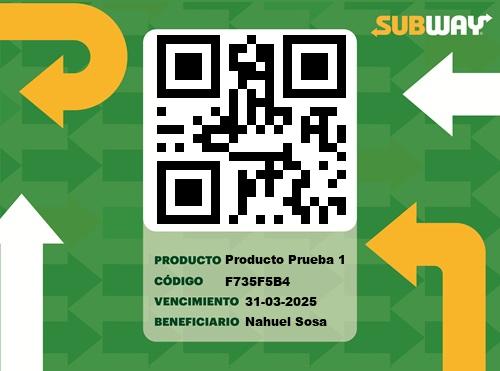 SUBWAY
PRODUCTO Producto Prueba 1
CÓDIGO F735F5B4
VENCIMIENTO 31-03-2025
BENEFICIARIO Nahuel Sosa